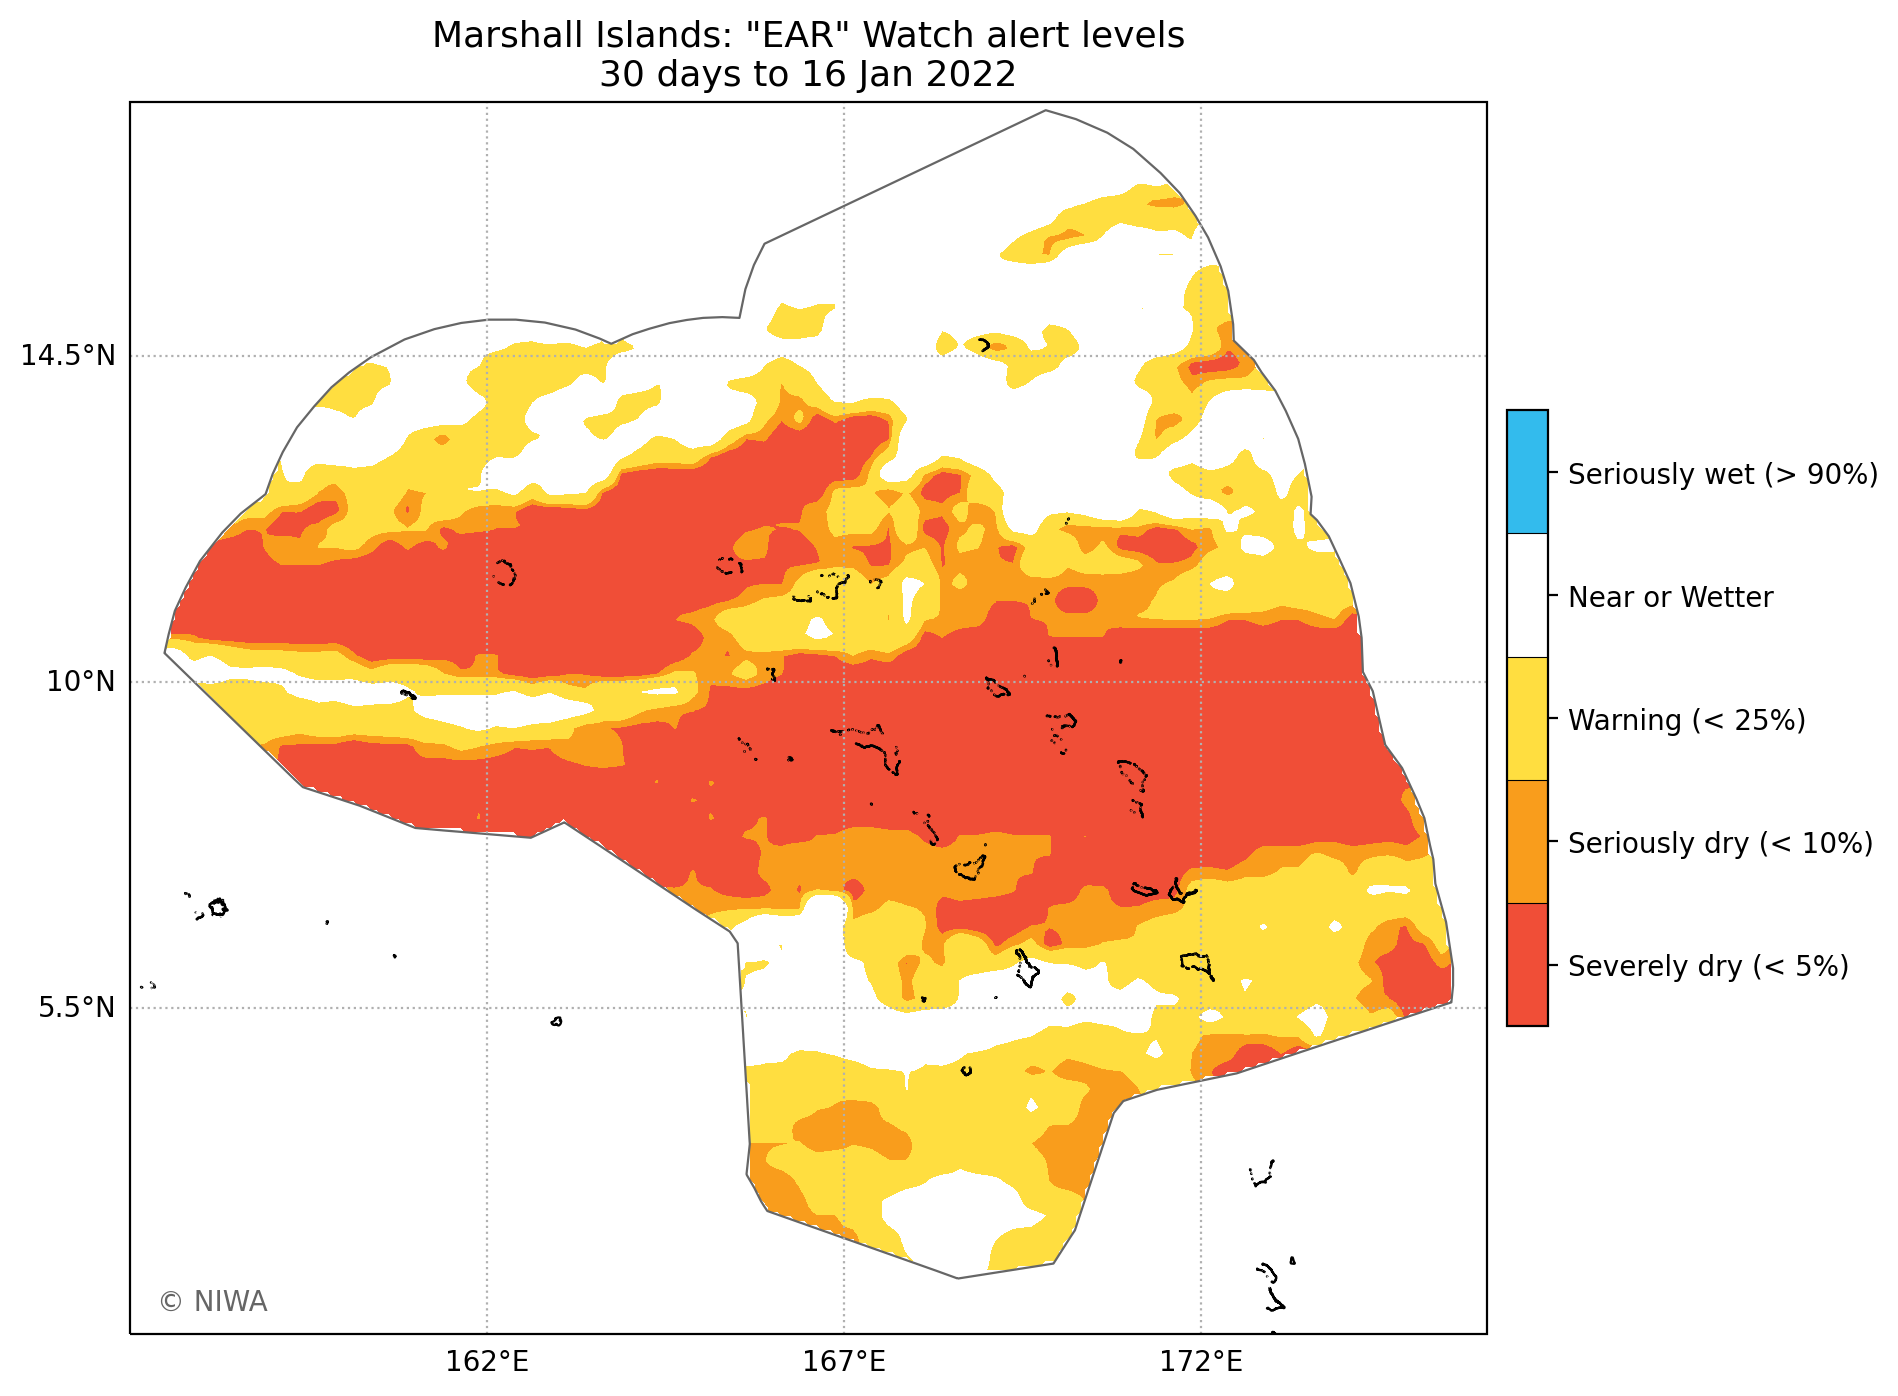 Marshall Islands: "EAR" Watch alert levels
30 days to 16 Jan 2022
14.5°N
10°N
5.5°N
162°E
167°E
172°E
Seriously wet (> 90%)
Near or Wetter
Warning (< 25%)
Seriously dry (< 10%)
Severely dry (< 5%)
© NIWA